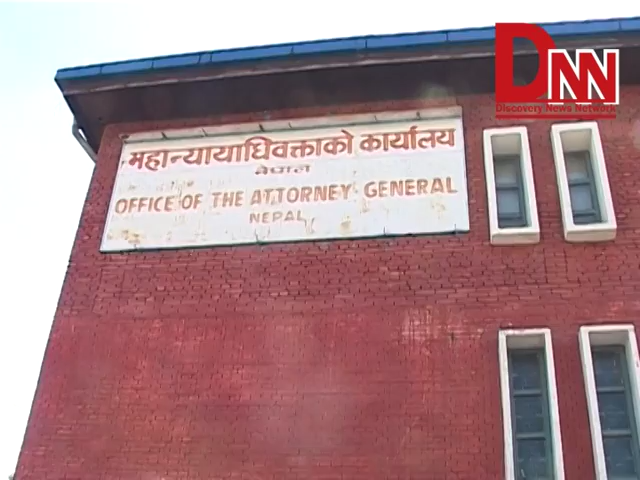 महान्यायाधिवक्ताको कार्यालय
नेपाल
OFFICE OF THE ATTORNEY GENERAL
NEPAL
DNN
Discovery News Network